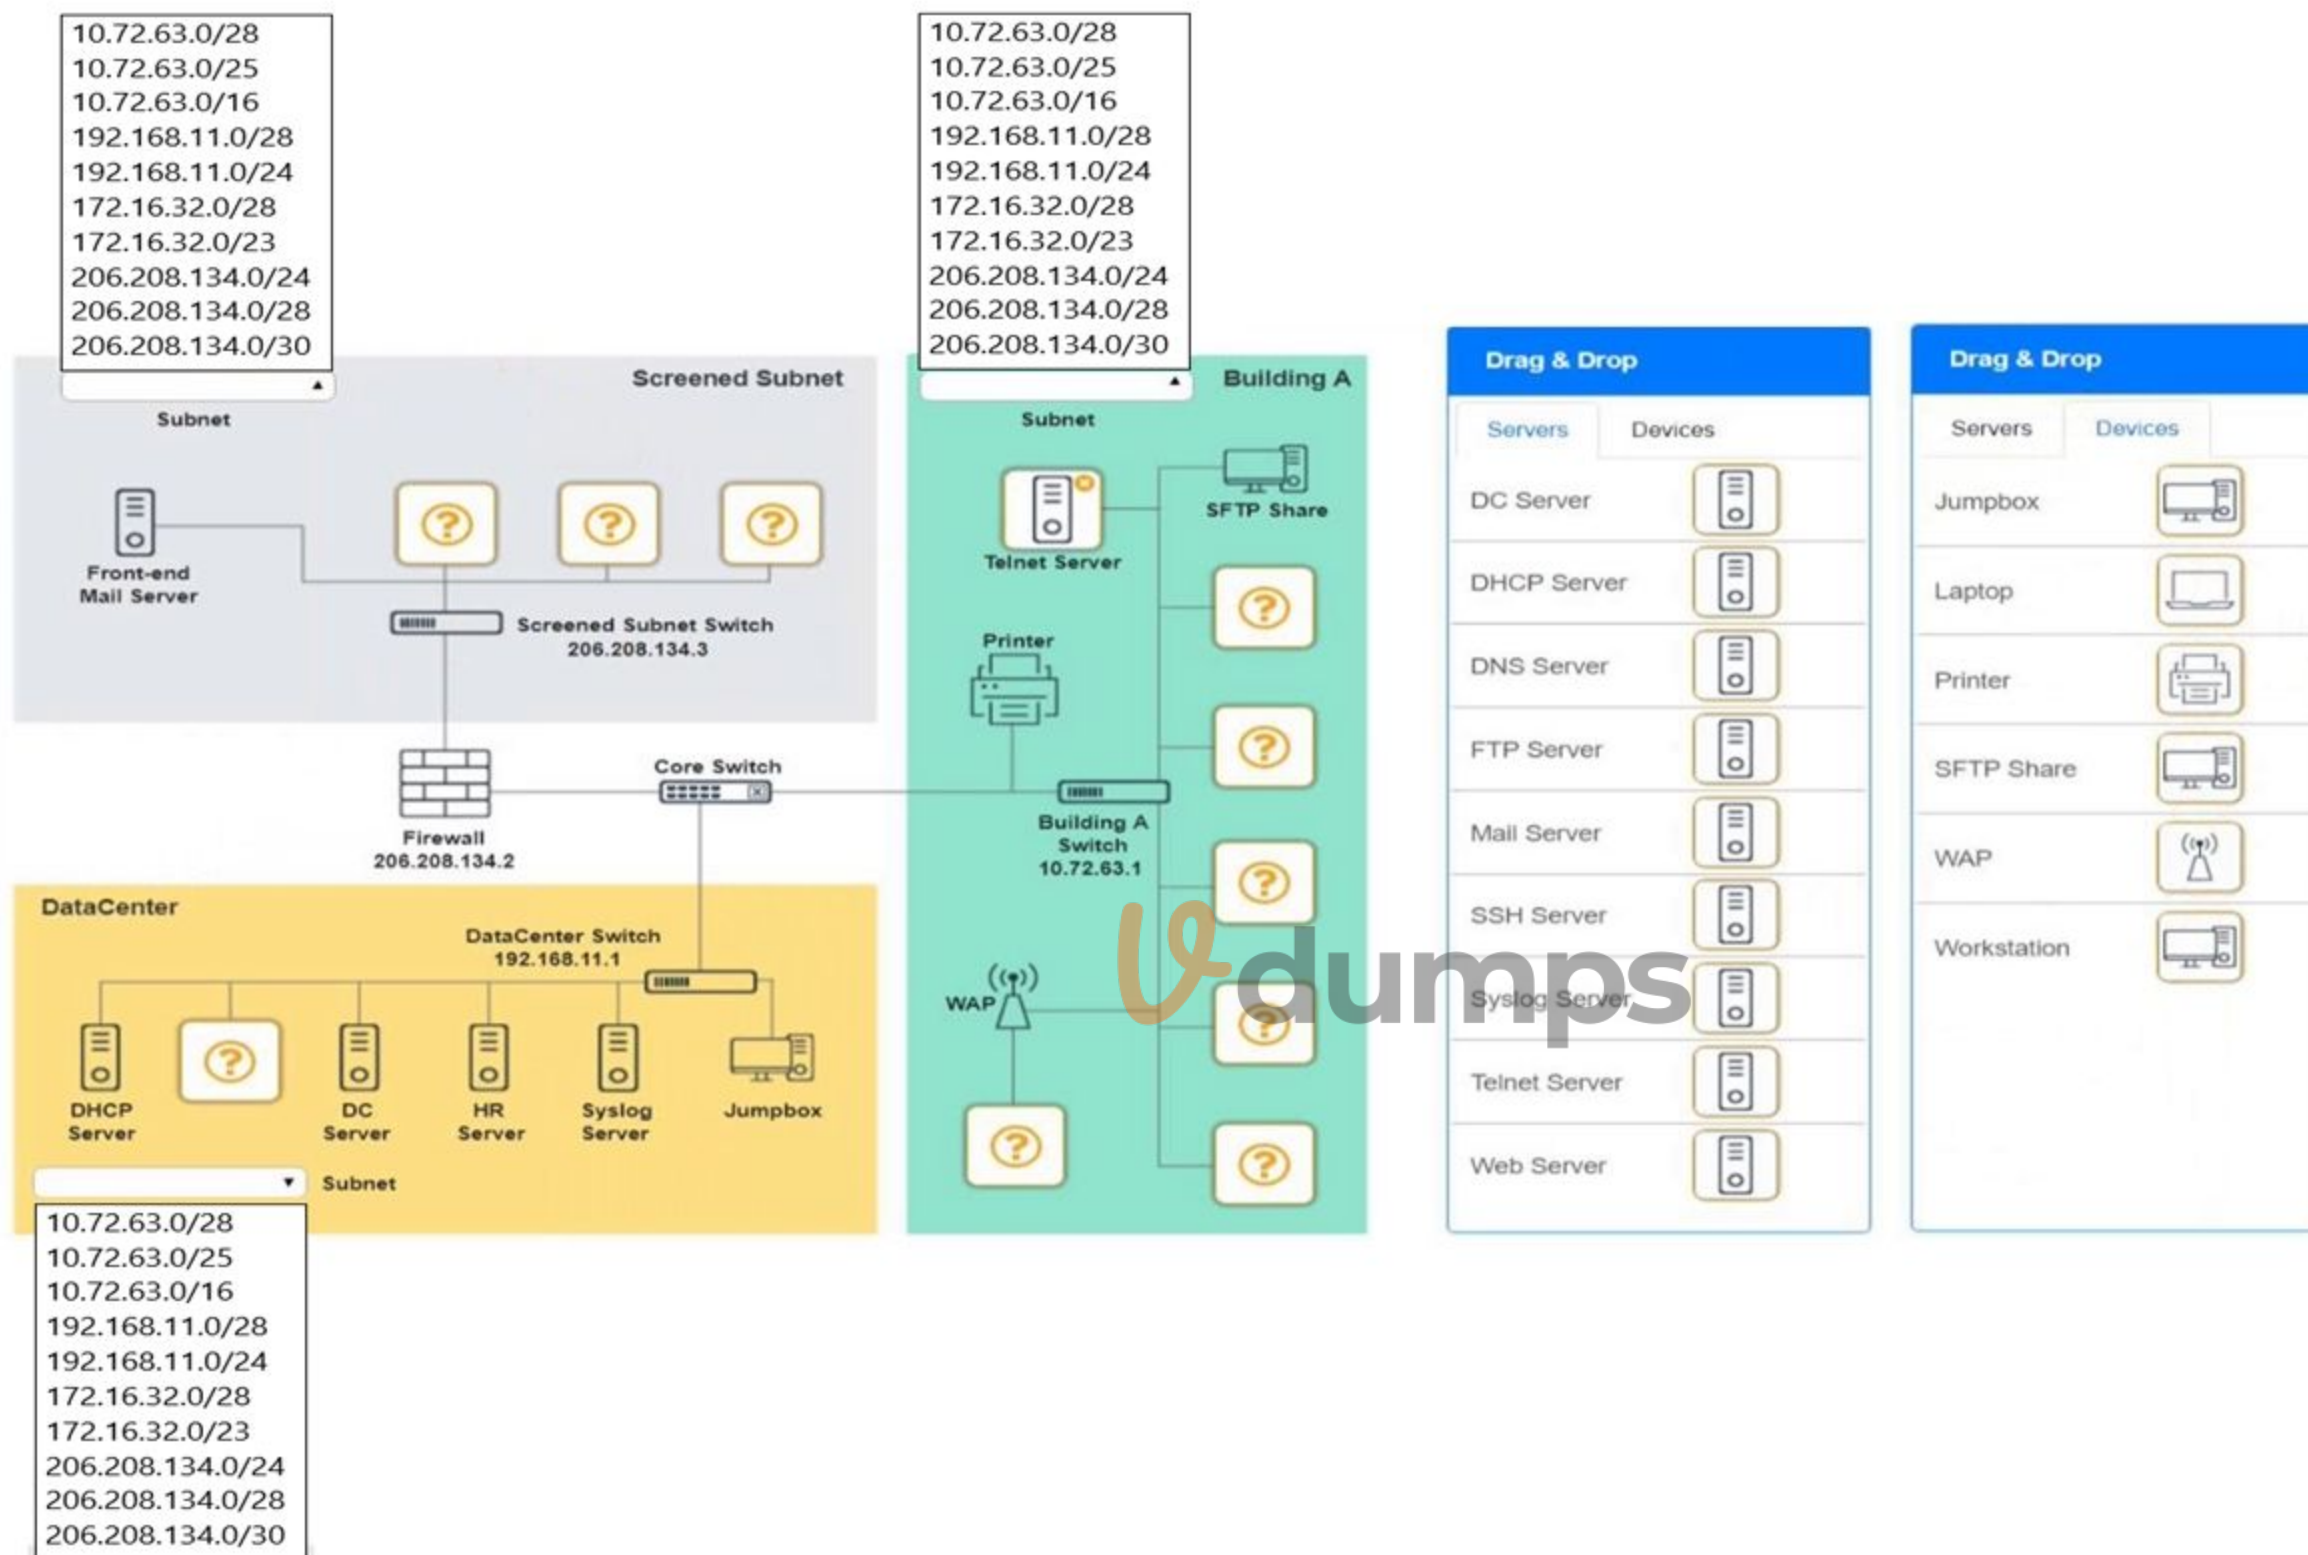 10.72.63.0/28
10.72.63.0/25
10.72.63.0/16
192.168.11.0/28
192.168.11.0/24
172.16.32.0/28
172.16.32.0/23
206.208.134.0/24
206.208.134.0/28
206.208.134.0/30
Subnet
Screened Subnet
Front-end
Mail Server
Screened Subnet Switch
206.208.134.3
Firewall
206.208.134.2
Core Switch
10.72.63.0/28
10.72.63.0/25
10.72.63.0/16
192.168.11.0/28
192.168.11.0/24
172.16.32.0/28
172.16.32.0/23
206.208.134.0/24
206.208.134.0/28
206.208.134.0/30
Building A
Subnet
SFTP Share
Telnet Server
Printer
Building A
Switch
10.72.63.1
WAP
DataCenter
DataCenter Switch
192.168.11.1
DHCP
Server
DC
Server
HR
Server
Syslog
Server
Jumpbox
Subnet
10.72.63.0/28
10.72.63.0/25
10.72.63.0/16
192.168.11.0/28
192.168.11.0/24
172.16.32.0/28
172.16.32.0/23
206.208.134.0/24
206.208.134.0/28
206.208.134.0/30
Drag & Drop
Servers Devices
DC Server
DHCP Server
DNS Server
FTP Server
Mail Server
SSH Server
Syslog Server
Telnet Server
Web Server
Drag & Drop
Servers Devices
Jumpbox
Laptop
Printer
SFTP Share
WAP
Workstation
Vdumps